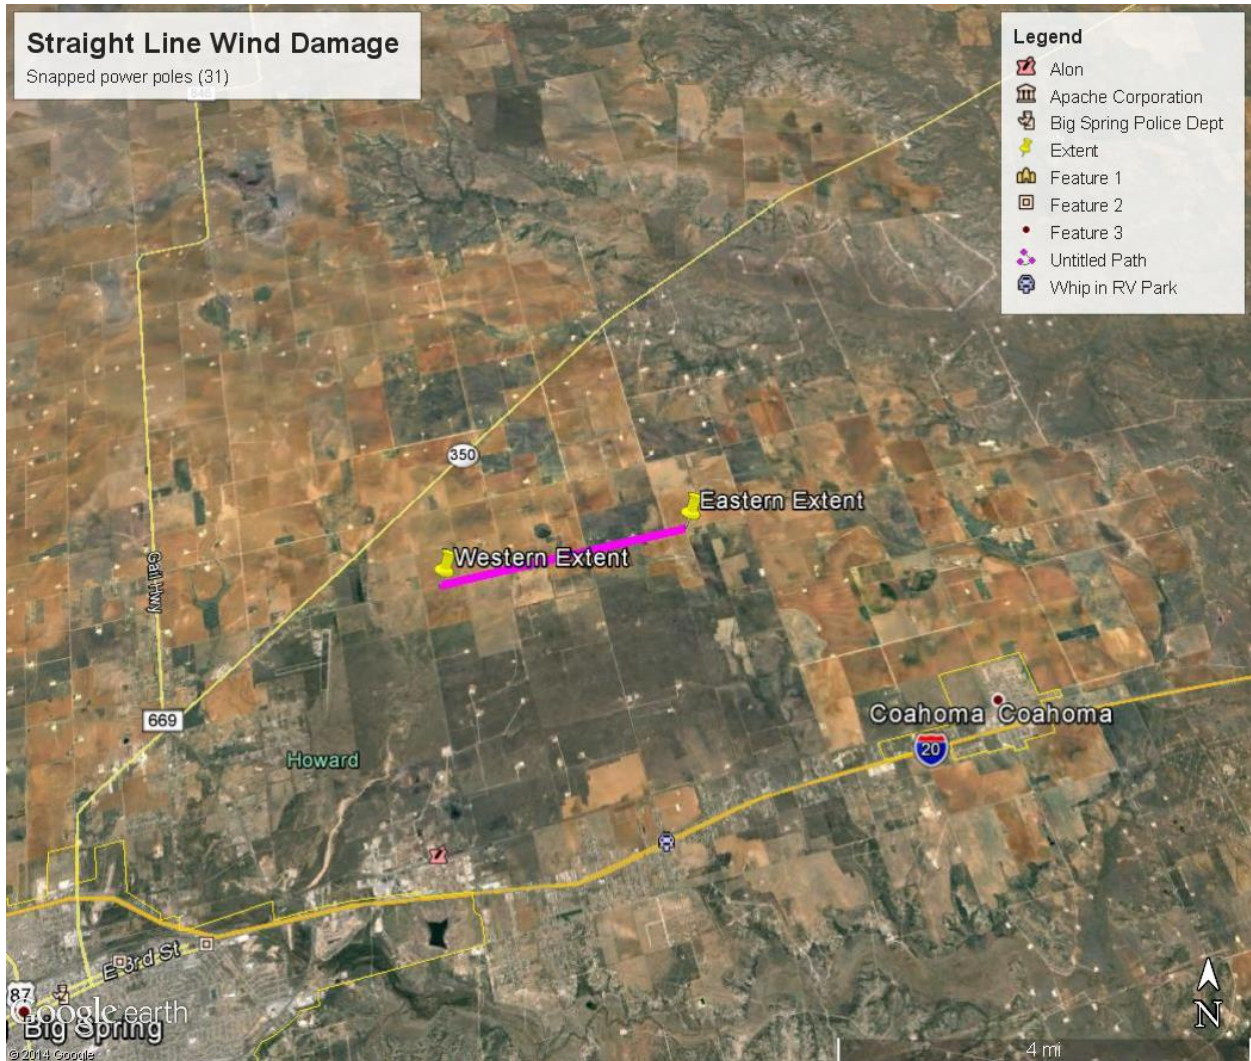 Straight Line Wind Damage
Snapped power poles (31)
846
Legend
Alon
Apache Corporation
Big Spring Police Dept
Extent
Feature 1
Feature 2
Feature 3
Untitled Path
Whip in RV Park
350
Eastern Extent
Western Extent
Gail Hwy
669
Coahoma Coahoma
20
Howard
E 3rd St
87
Google earth
Big Spring
© 2014 Google
N
4 mi